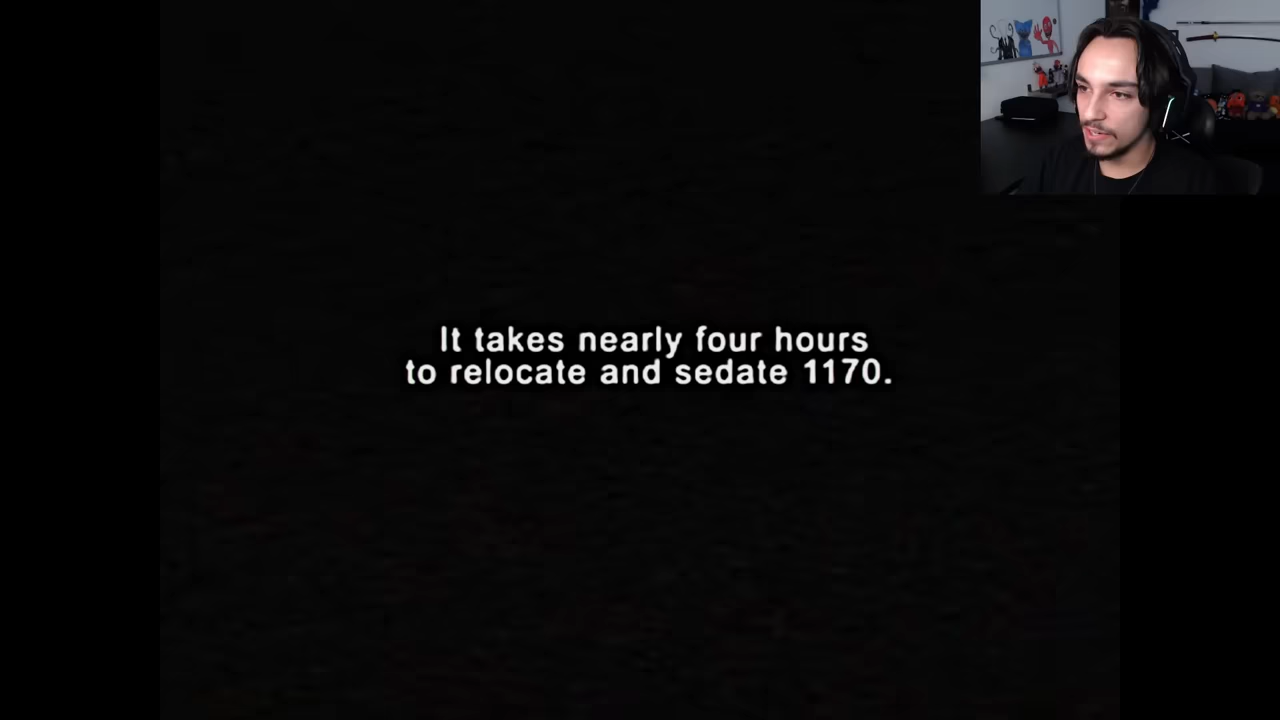 It takes nearly four hours
to relocate and sedate 1170.